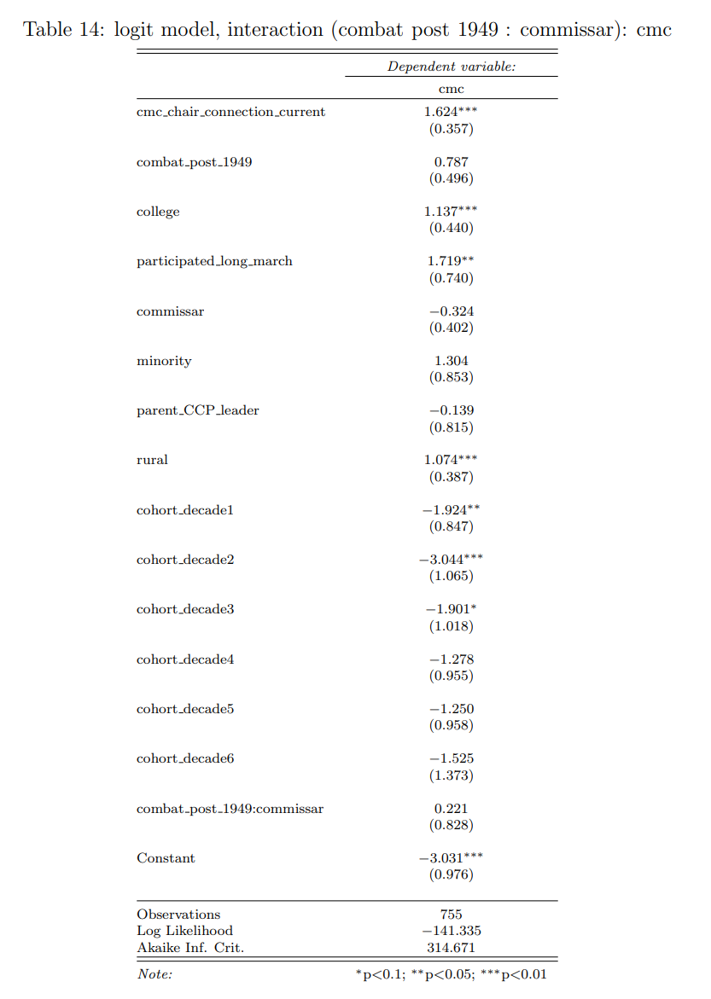 Table 14: logit model, interaction (combat post 1949 : commissar): cmc
Dependent variable:
cmc
cmc_chair_connection_current 1.624***
(0.357)
combat_post_1949 0.787
(0.496)
college 1.137***
(0.440)
participated_long_march 1.719**
(0.740)
commissar −0.324
(0.402)
minority 1.304
(0.853)
parent_CCP_leader −0.139
(0.815)
rural 1.074***
(0.387)
cohort_decade1 −1.924**
(0.847)
cohort_decade2 −3.044***
(1.065)
cohort_decade3 −1.901*
(1.018)
cohort_decade4 −1.278
(0.955)
cohort_decade5 −1.250
(0.958)
cohort_decade6 −1.525
(1.373)
combat_post_1949:commissar 0.221
(0.828)
Constant −3.031***
(0.976)
Observations 755
Log Likelihood −141.335
Akaike Inf. Crit. 314.671
Note: *p<0.1; **p<0.05; ***p<0.01